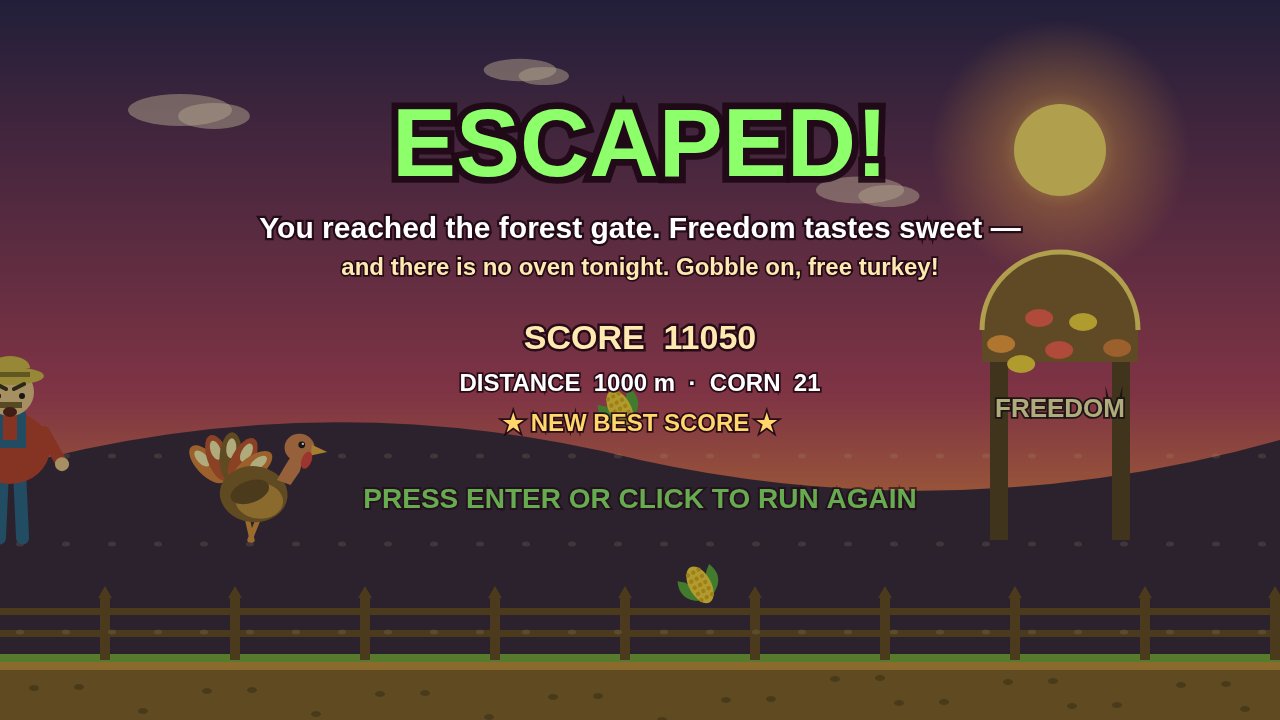 ESCAPED!
You reached the forest gate. Freedom tastes sweet —
and there is no oven tonight. Gobble on, free turkey!
SCORE 11050
DISTANCE 1000 m · CORN 21
FREEDOM
★ NEW BEST SCORE ★
PRESS ENTER OR CLICK TO RUN AGAIN